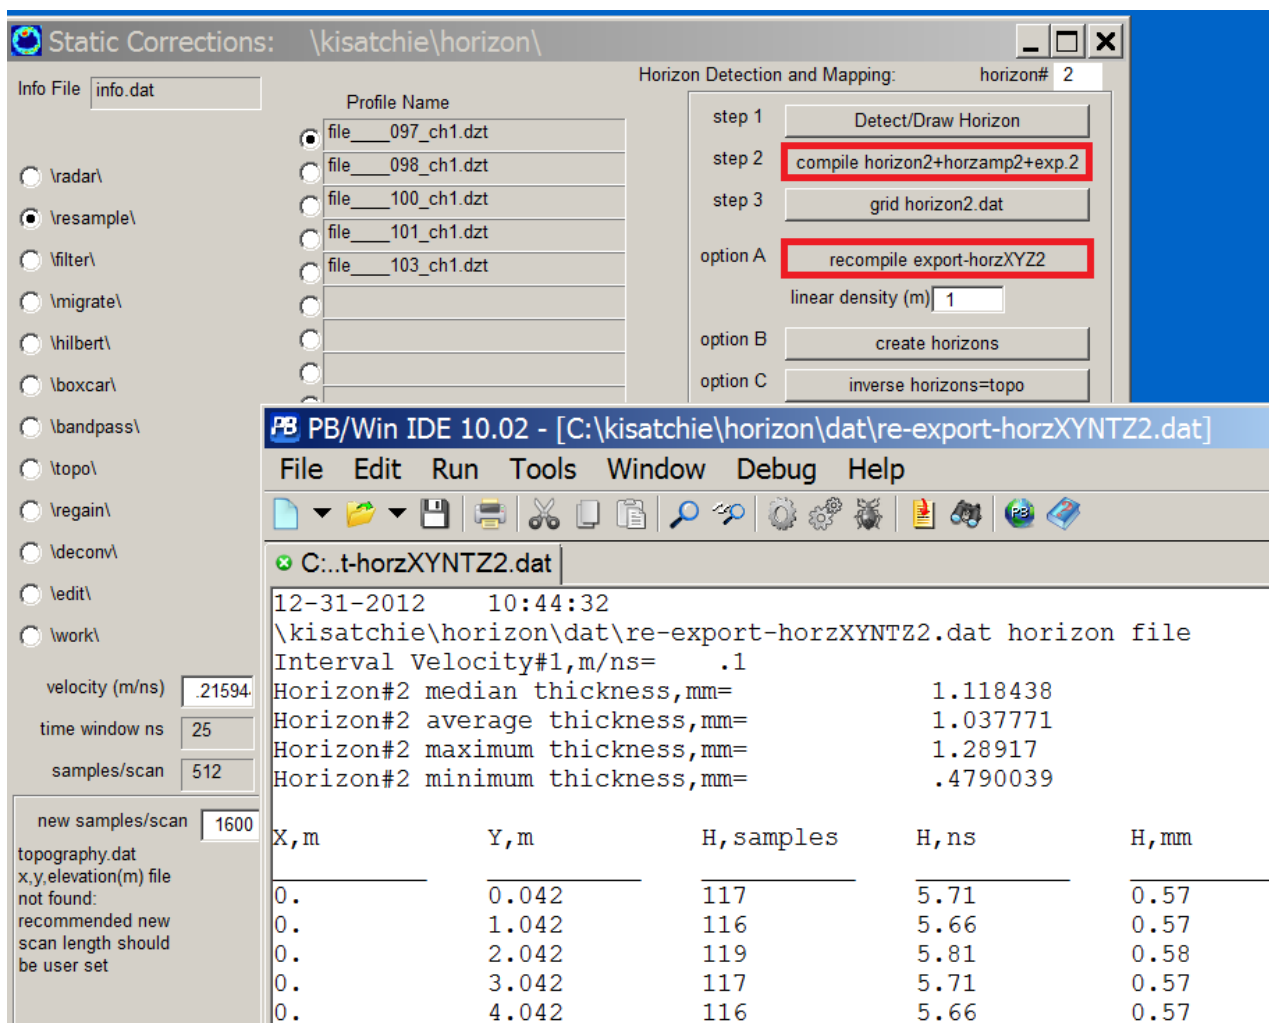 Static Corrections: \kisatchie\horizon\
Info File info.dat
Profile Name
file____097_ch1.dzt
file____098_ch1.dzt
file____100_ch1.dzt
file____101_ch1.dzt
file____103_ch1.dzt
\radar\
\resample\
\filter\
\migrate\
\hilbert\
\boxcar\
\bandpass\
\topo\
\regain\
\deconv\
\edit\
\work\
velocity (m/ns) .21594
time window ns 25
samples/scan 512
new samples/scan 1600
topography.dat
x,y,elevation(m) file
not found:
recommended new
scan length should
be user set
Horizon Detection and Mapping: horizon# 2
step 1 Detect/Draw Horizon
step 2 compile horizon2+horzamp2+exp.2
step 3 grid horizon2.dat
option A recompile export-horzXYZ2
linear density (m) 1
option B create horizons
option C inverse horizons=topo
PB PB/Win IDE 10.02 - [C:\kisatchie\horizon\dat\re-export-horzXYNTZ2.dat]
File Edit Run Tools Window Debug Help
C:..t-horzXYNTZ2.dat
12-31-2012 10:44:32
\kisatchie\horizon\dat\re-export-horzXYNTZ2.dat horizon file
Interval Velocity#1,m/ns= .1
Horizon#2 median thickness,mm= 1.118438
Horizon#2 average thickness,mm= 1.037771
Horizon#2 maximum thickness,mm= 1.28917
Horizon#2 minimum thickness,mm= .4790039
X,m Y,m H,samples H,ns H,mm
0. 0.042 117 5.71 0.57
0. 1.042 116 5.66 0.57
0. 2.042 119 5.81 0.58
0. 3.042 117 5.71 0.57
0. 4.042 116 5.66 0.57